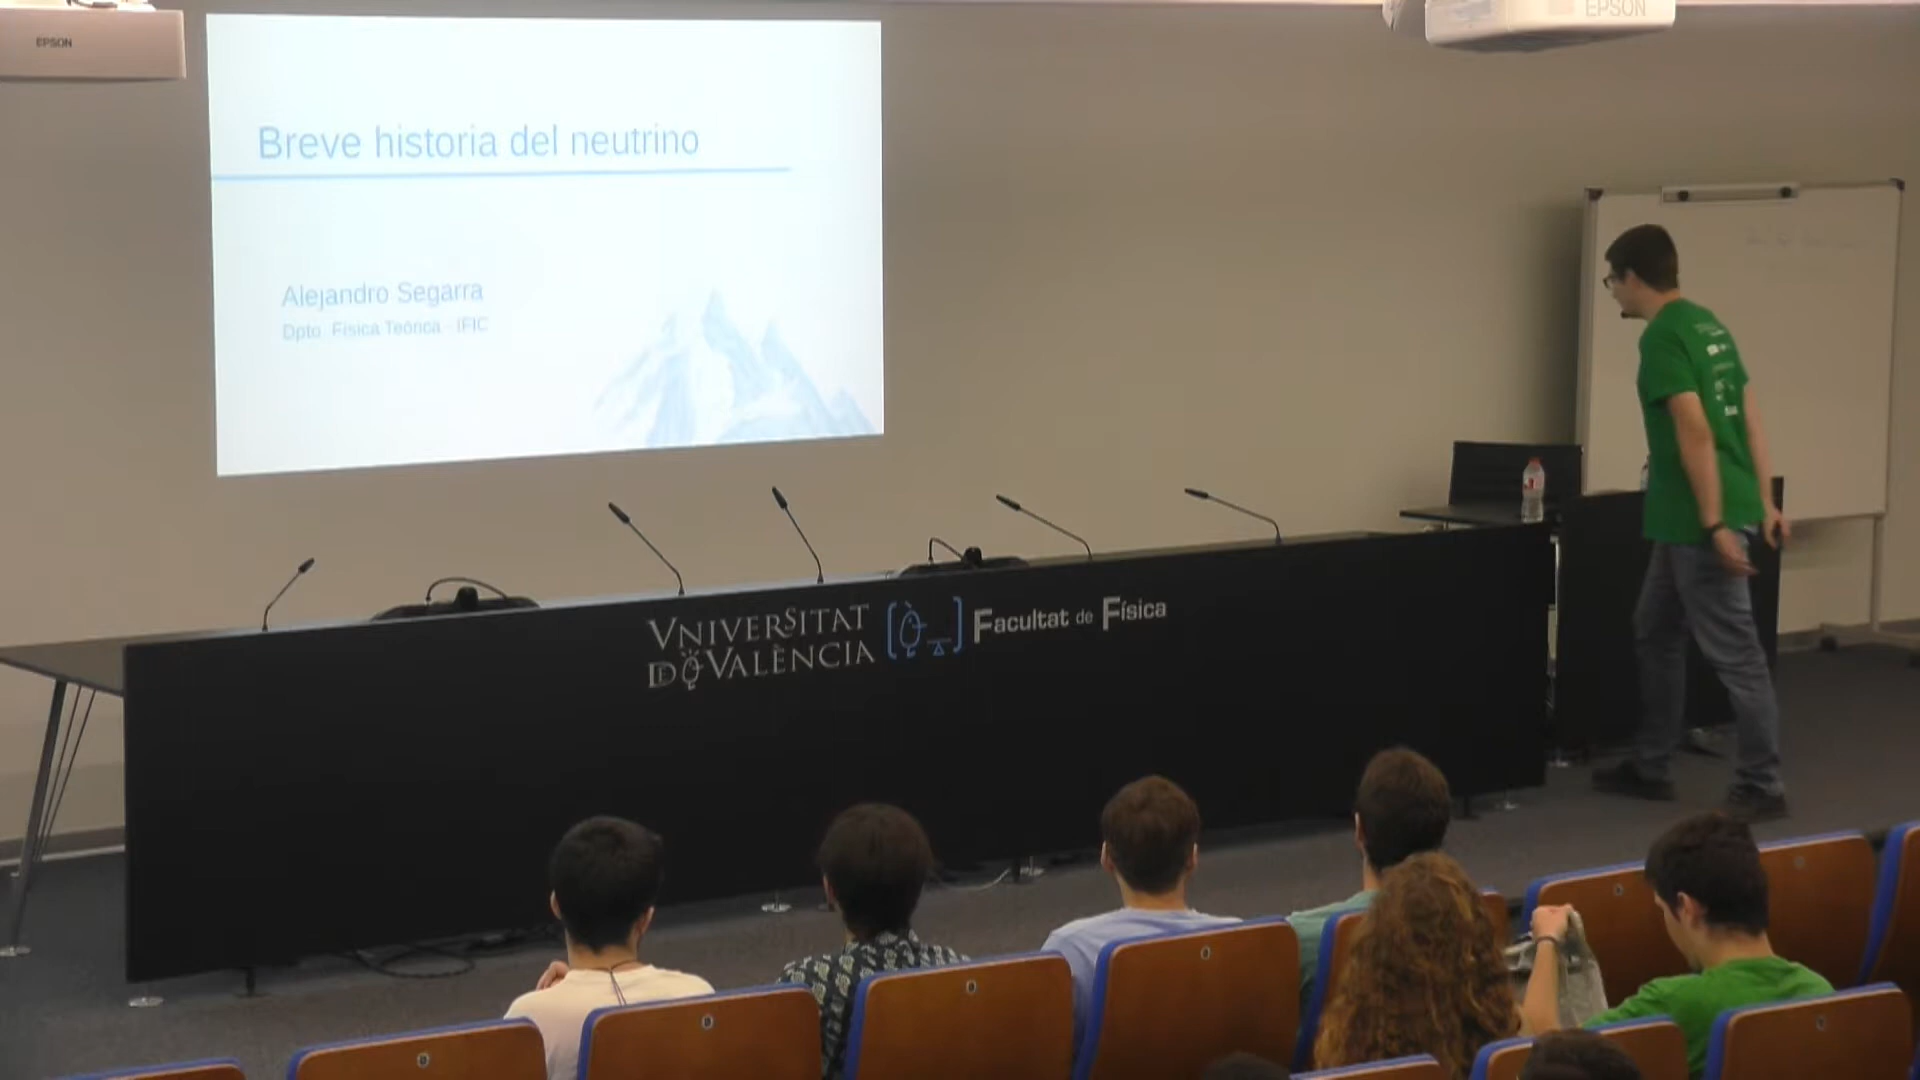 EPSON
EPSON
Breve historia del neutrino
Alejandro Segarra
Dpto. Física Teórica - IFIC
VNIVERSITAT
DE VALÈNCIA
Facultat de Física